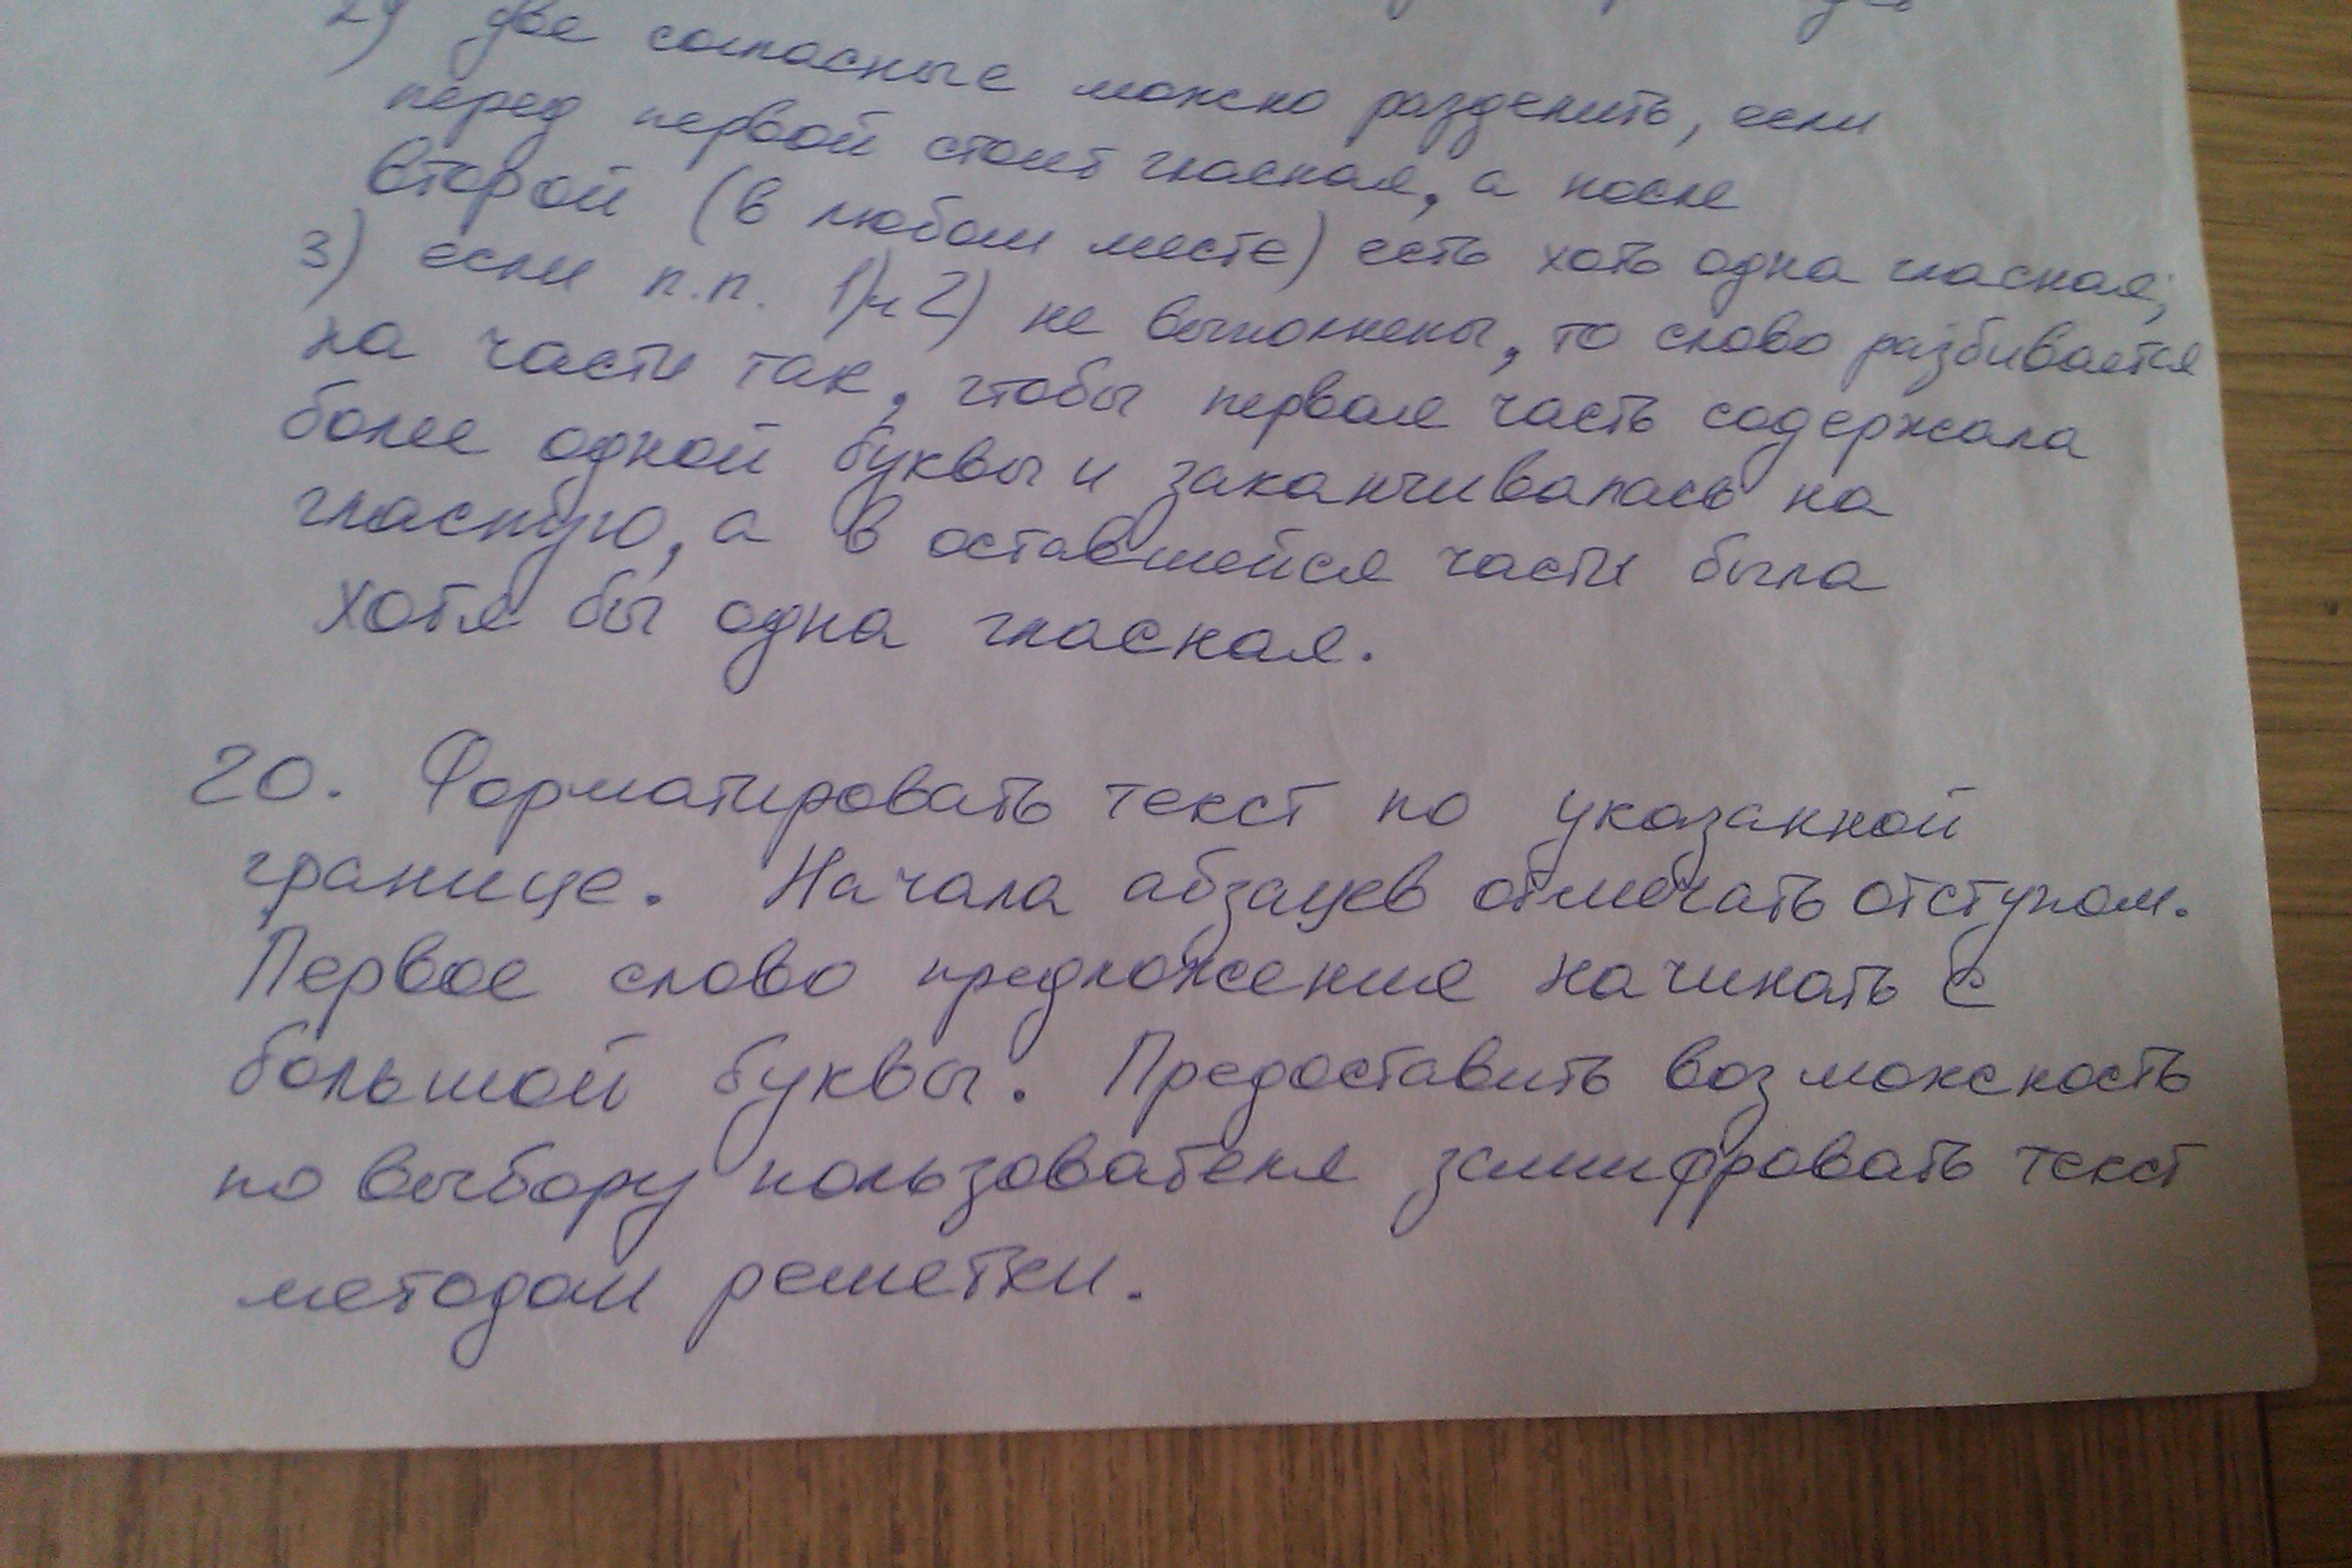 2) две согласные можно разделить, если
перед первой стоит гласная, а после
второй (в любом месте) есть хоть одна гласная;
3) если п.п. 1) и 2) не выполнены, то слово разбивается
на части так, чтобы первая часть содержала
более одной буквы и заканчивалась на
гласную, а в оставшейся части была
хотя бы одна гласная.
20. Форматировать текст по указанной
границе. Начала абзацев отмечать отступом.
Первое слово предложения начинать с
большой буквы. Предоставить возможность
по выбору пользователя зашифровать текст
методом решетки.